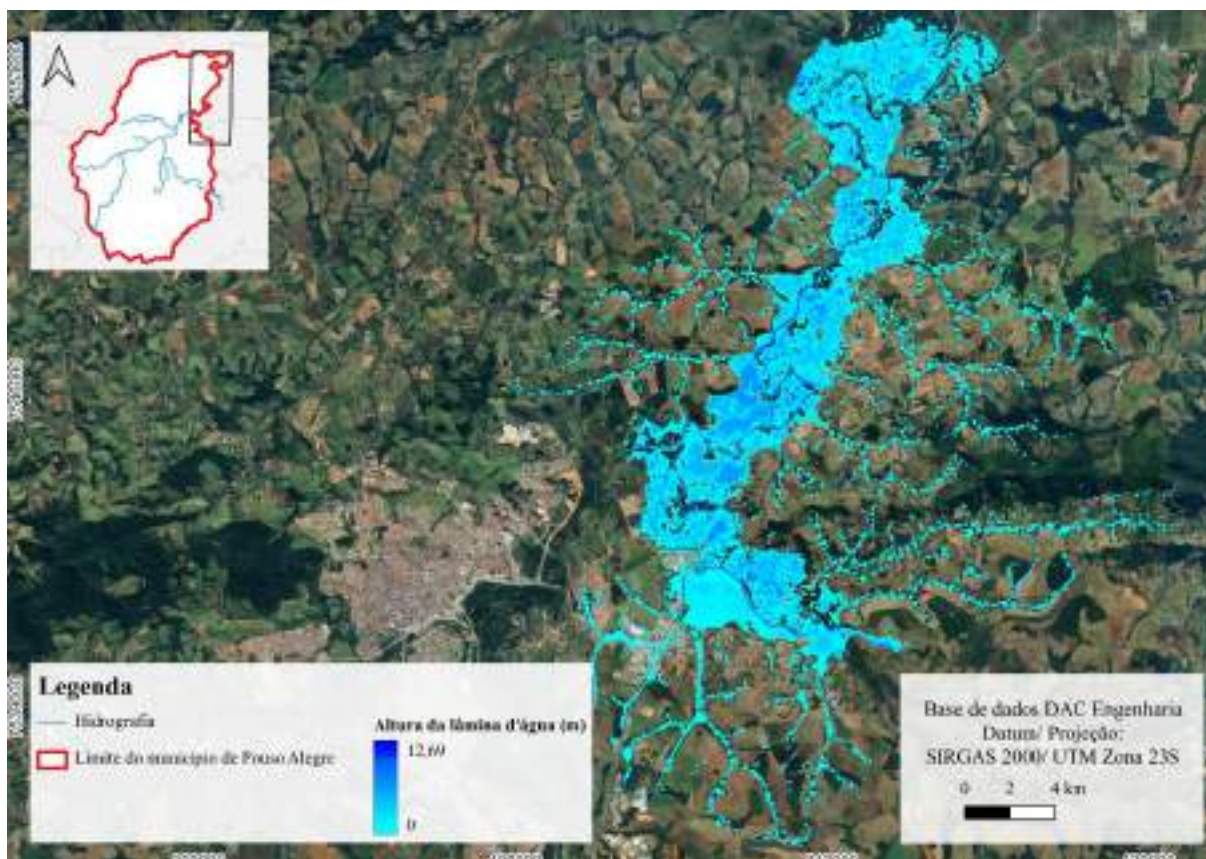 Legenda
Hidrografia
Limite do município de Pouso Alegre
Altura da lâmina d'água (m)
12,69
0
Base de dados DAC Engenharia
Datum/ Projeção:
SIRGAS 2000/ UTM Zona 23S
0 2 4 km